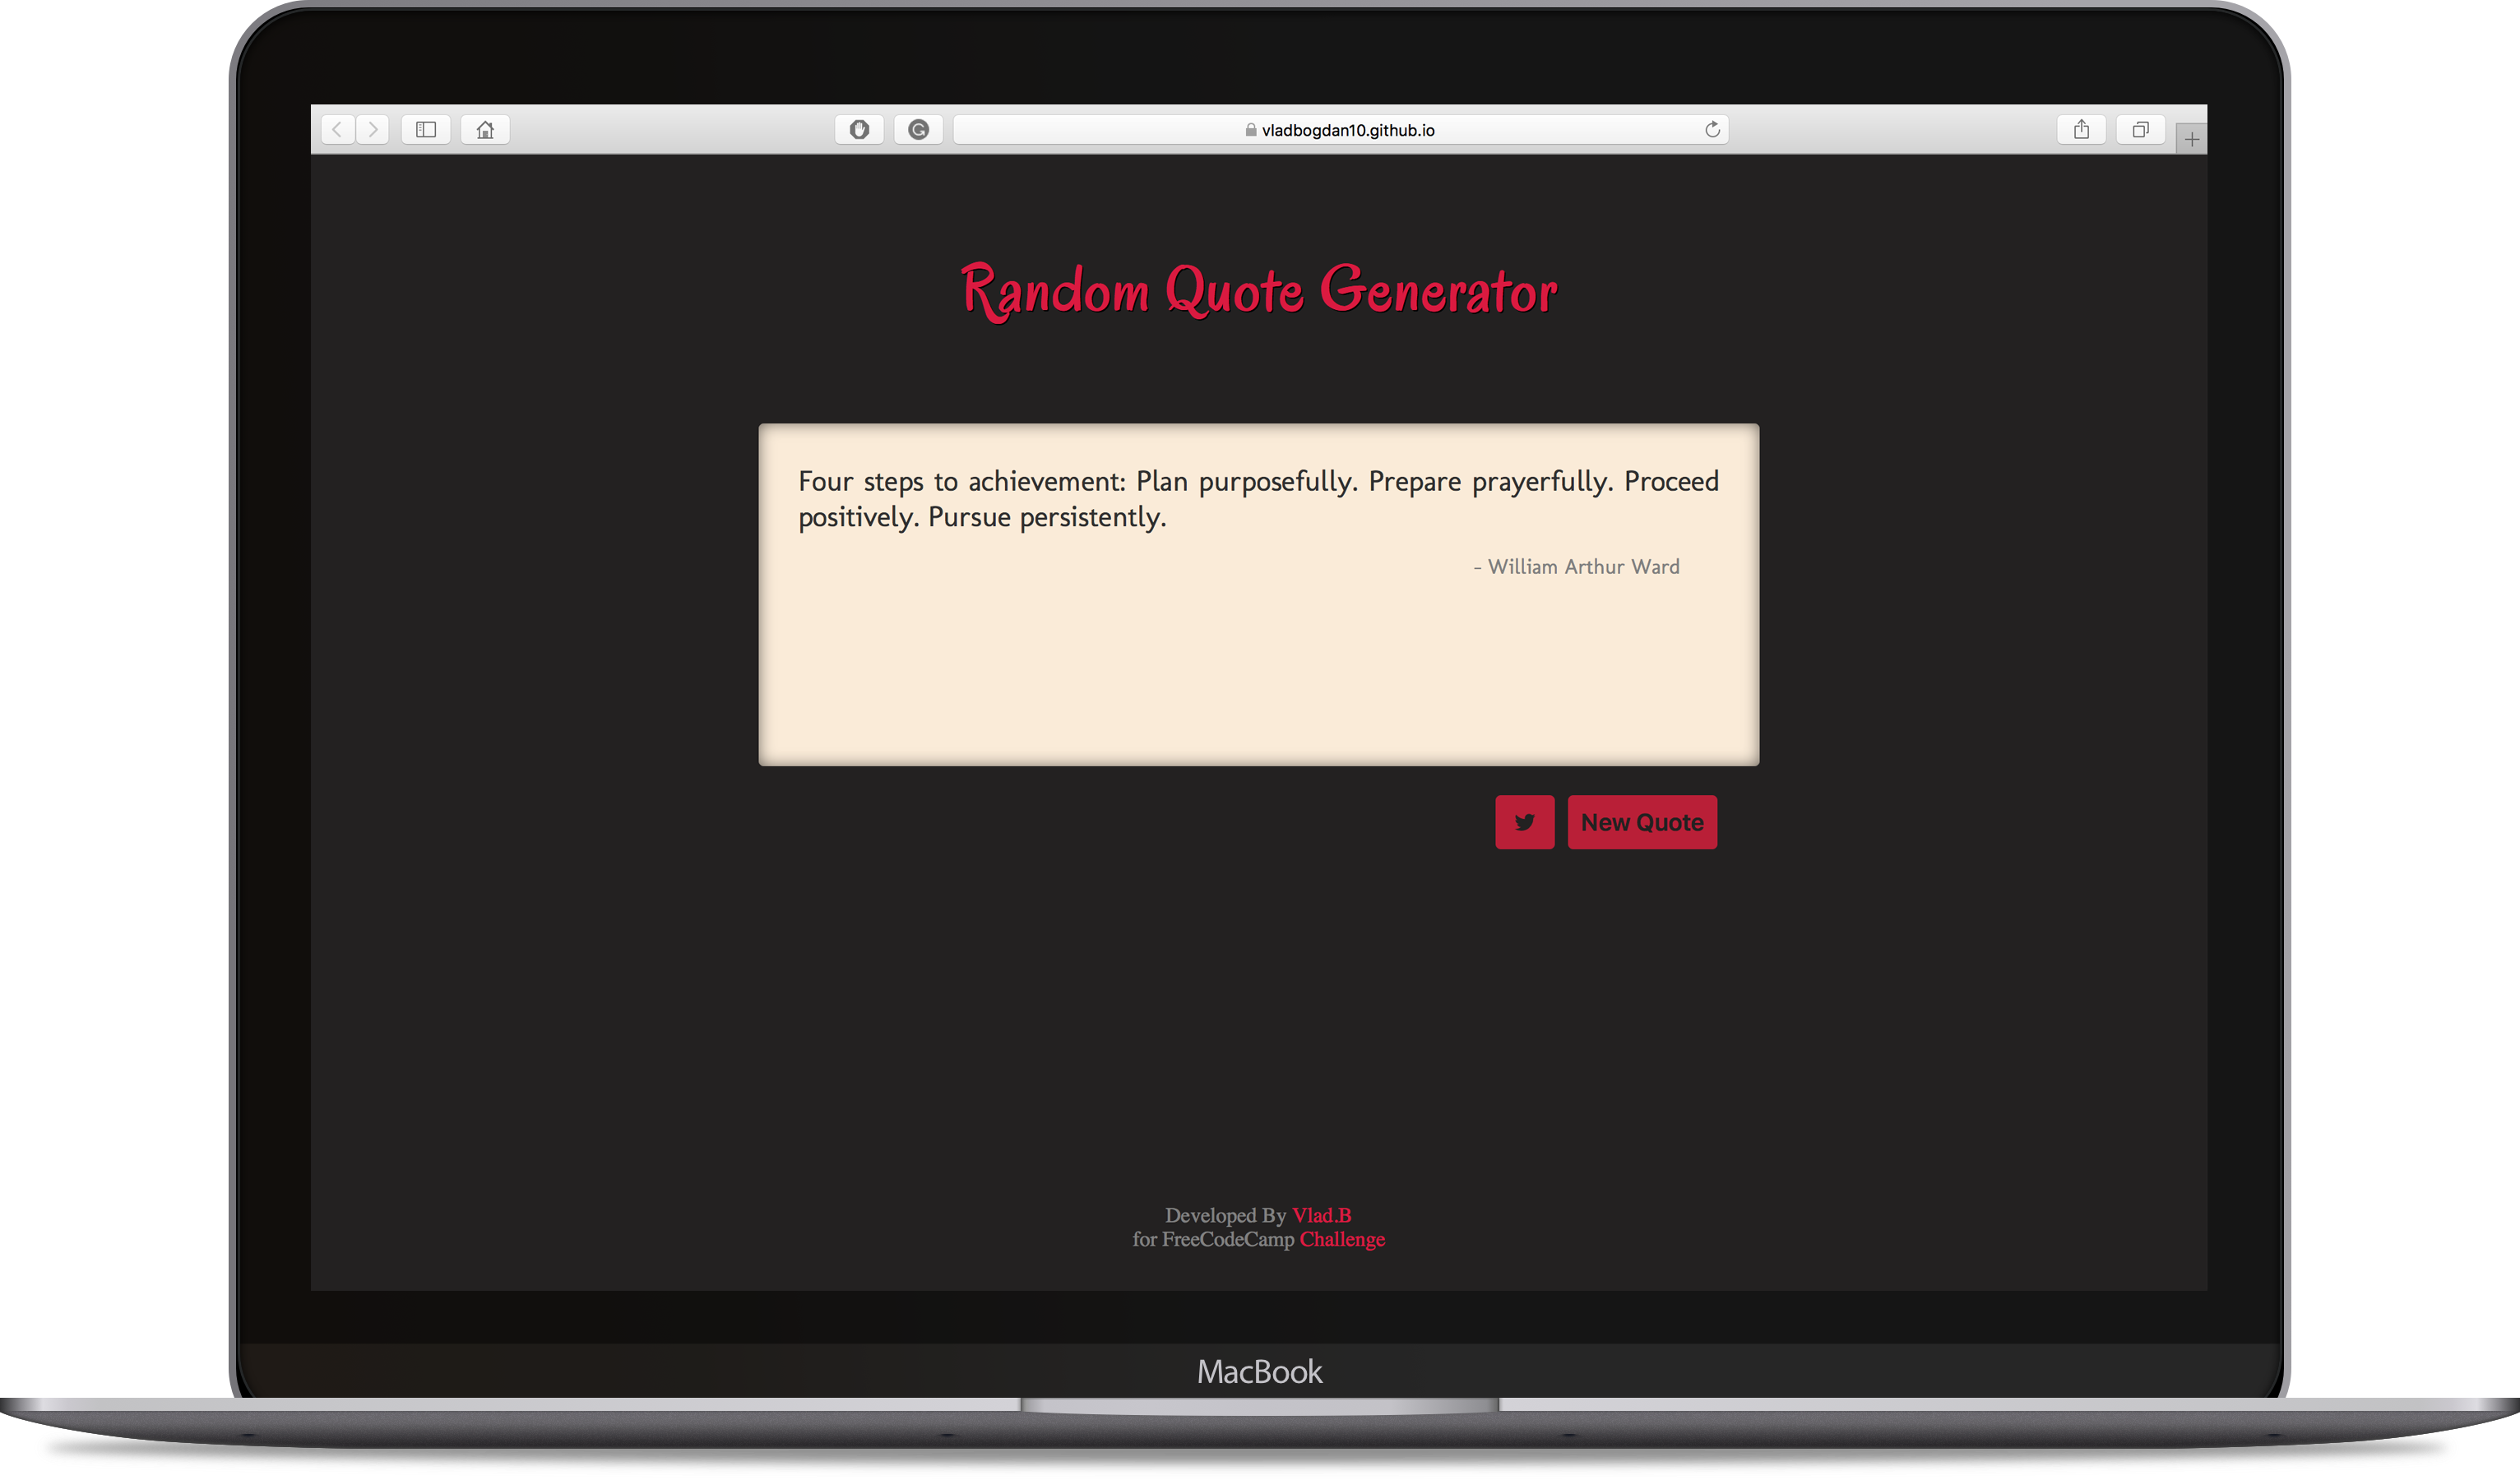 vladbogdan10.github.io
Random Quote Generator
Four steps to achievement: Plan purposefully. Prepare prayerfully. Proceed
positively. Pursue persistently.
- William Arthur Ward
New Quote
Developed By Vlad.B
for FreeCodeCamp Challenge
MacBook